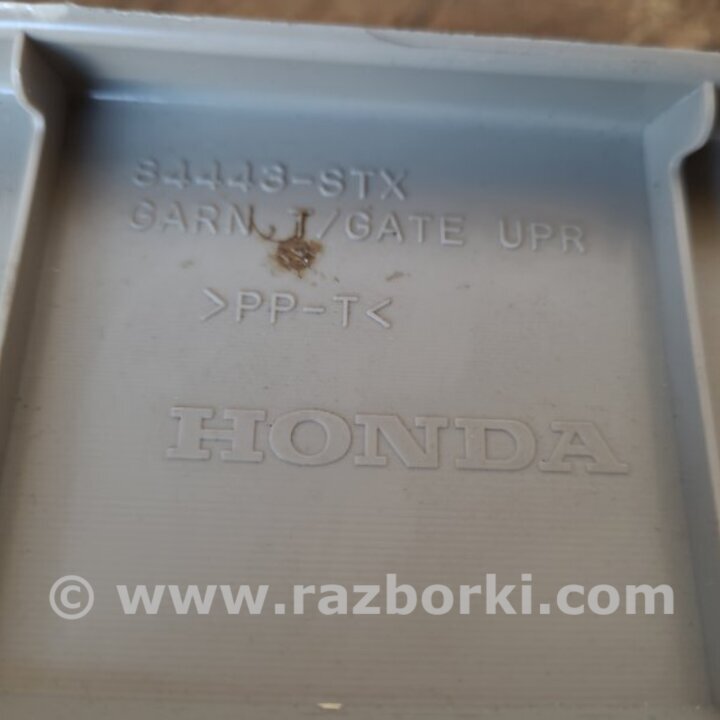 84443-STX
GARN T/GATE UPR
>PP-T<
HONDA
© www.razborki.com